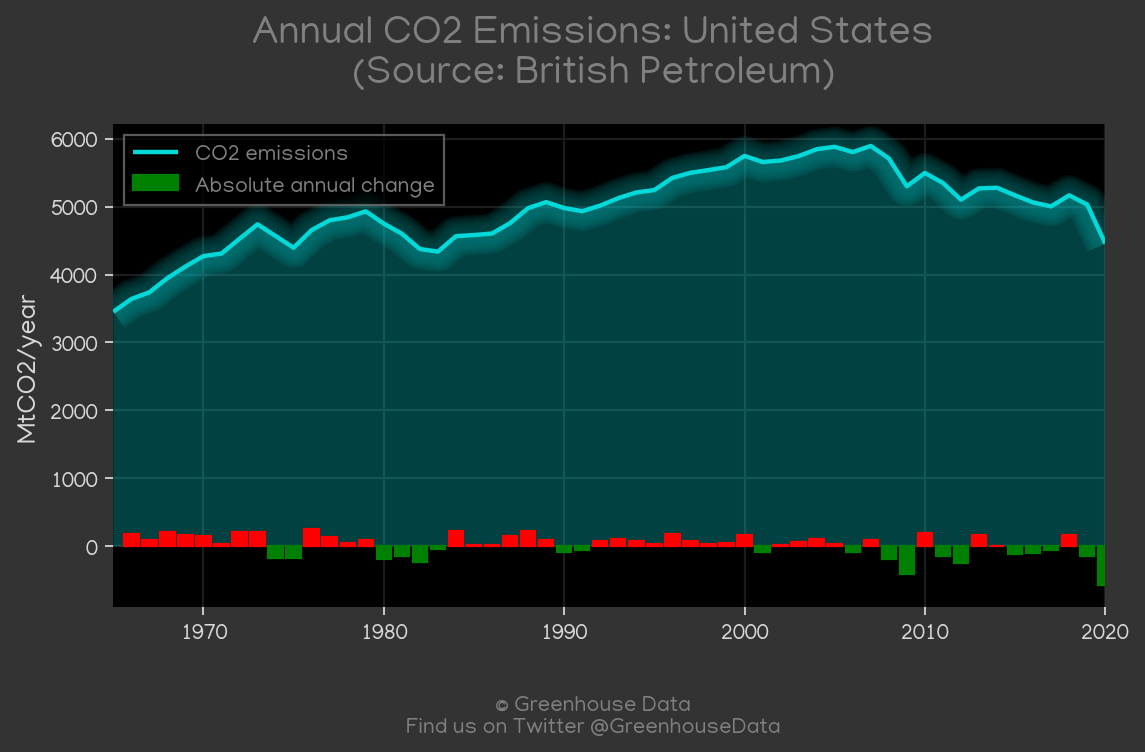 Annual CO2 Emissions: United States
(Source: British Petroleum)
CO2 emissions
Absolute annual change
MtCO2/year
6000
5000
4000
3000
2000
1000
0
1970
1980
1990
2000
2010
2020
© Greenhouse Data
Find us on Twitter @GreenhouseData